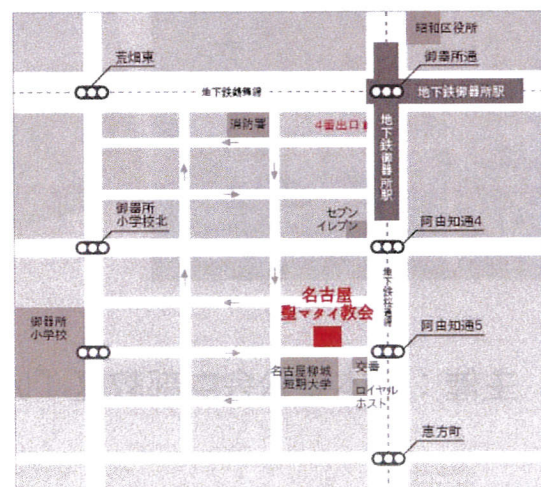 昭和区役所
荒畑東
御器所通
地下鉄鶴舞線
地下鉄御器所駅
消防署
4番出口
地下鉄御器所駅
御器所
小学校北
セブン
イレブン
阿由知通4
地下鉄桜通線
名古屋
聖マタイ教会
御器所
小学校
阿由知通5
名古屋柳城
短期大学
交番
ロイヤル
ホスト
恵方町